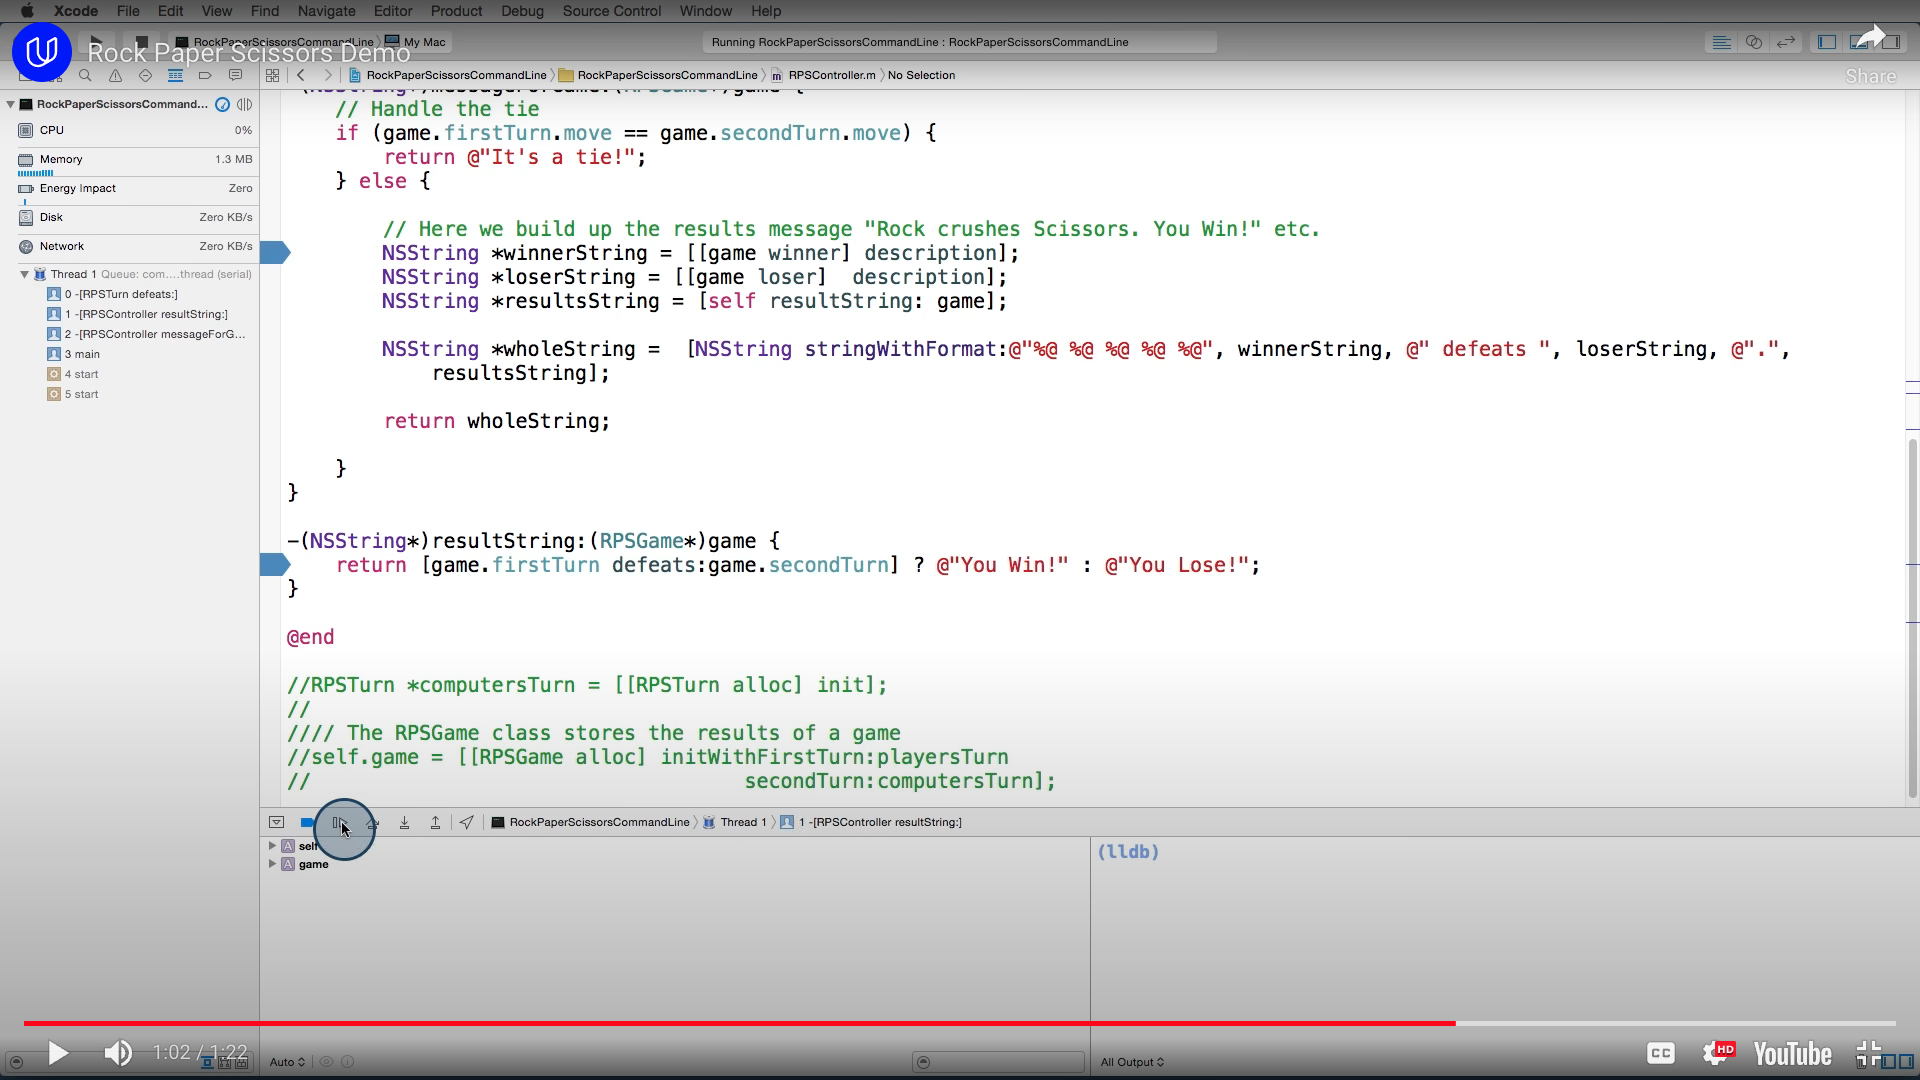 Xcode File Edit View Find Navigate Editor Product Debug Source Control Window Help
RockPaperScissorsCommandLine My Mac
Running RockPaperScissorsCommandLine : RockPaperScissorsCommandLine
Rock Paper Scissors Demo
Share
RockPaperScissorsCommandLine RockPaperScissorsCommandLine RPSController.m No Selection
RockPaperScissorsCommand...
CPU 0%
Memory 1.3 MB
Energy Impact Zero
Disk Zero KB/s
Network Zero KB/s
Thread 1 Queue: com....thread (serial)
0 -[RPSTurn defeats:]
1 -[RPSController resultString:]
2 -[RPSController messageForG...
3 main
4 start
5 start
// Handle the tie
if (game.firstTurn.move == game.secondTurn.move) {
return @"It's a tie!";
} else {
// Here we build up the results message "Rock crushes Scissors. You Win!" etc.
NSString *winnerString = [[game winner] description];
NSString *loserString = [[game loser]  description];
NSString *resultsString = [self resultString: game];
NSString *wholeString =  [NSString stringWithFormat:@"%@ %@ %@ %@ %@", winnerString, @" defeats ", loserString, @".",
resultsString];
return wholeString;
}
}
-(NSString*)resultString:(RPSGame*)game {
return [game.firstTurn defeats:game.secondTurn] ? @"You Win!" : @"You Lose!";
}
@end
//RPSTurn *computersTurn = [[RPSTurn alloc] init];
//
//// The RPSGame class stores the results of a game
//self.game = [[RPSGame alloc] initWithFirstTurn:playersTurn
// secondTurn:computersTurn];
RockPaperScissorsCommandLine Thread 1 1 -[RPSController resultString:]
self
game
(lldb)
1:02 / 1:22
Auto
All Output
CC
HD
YouTube